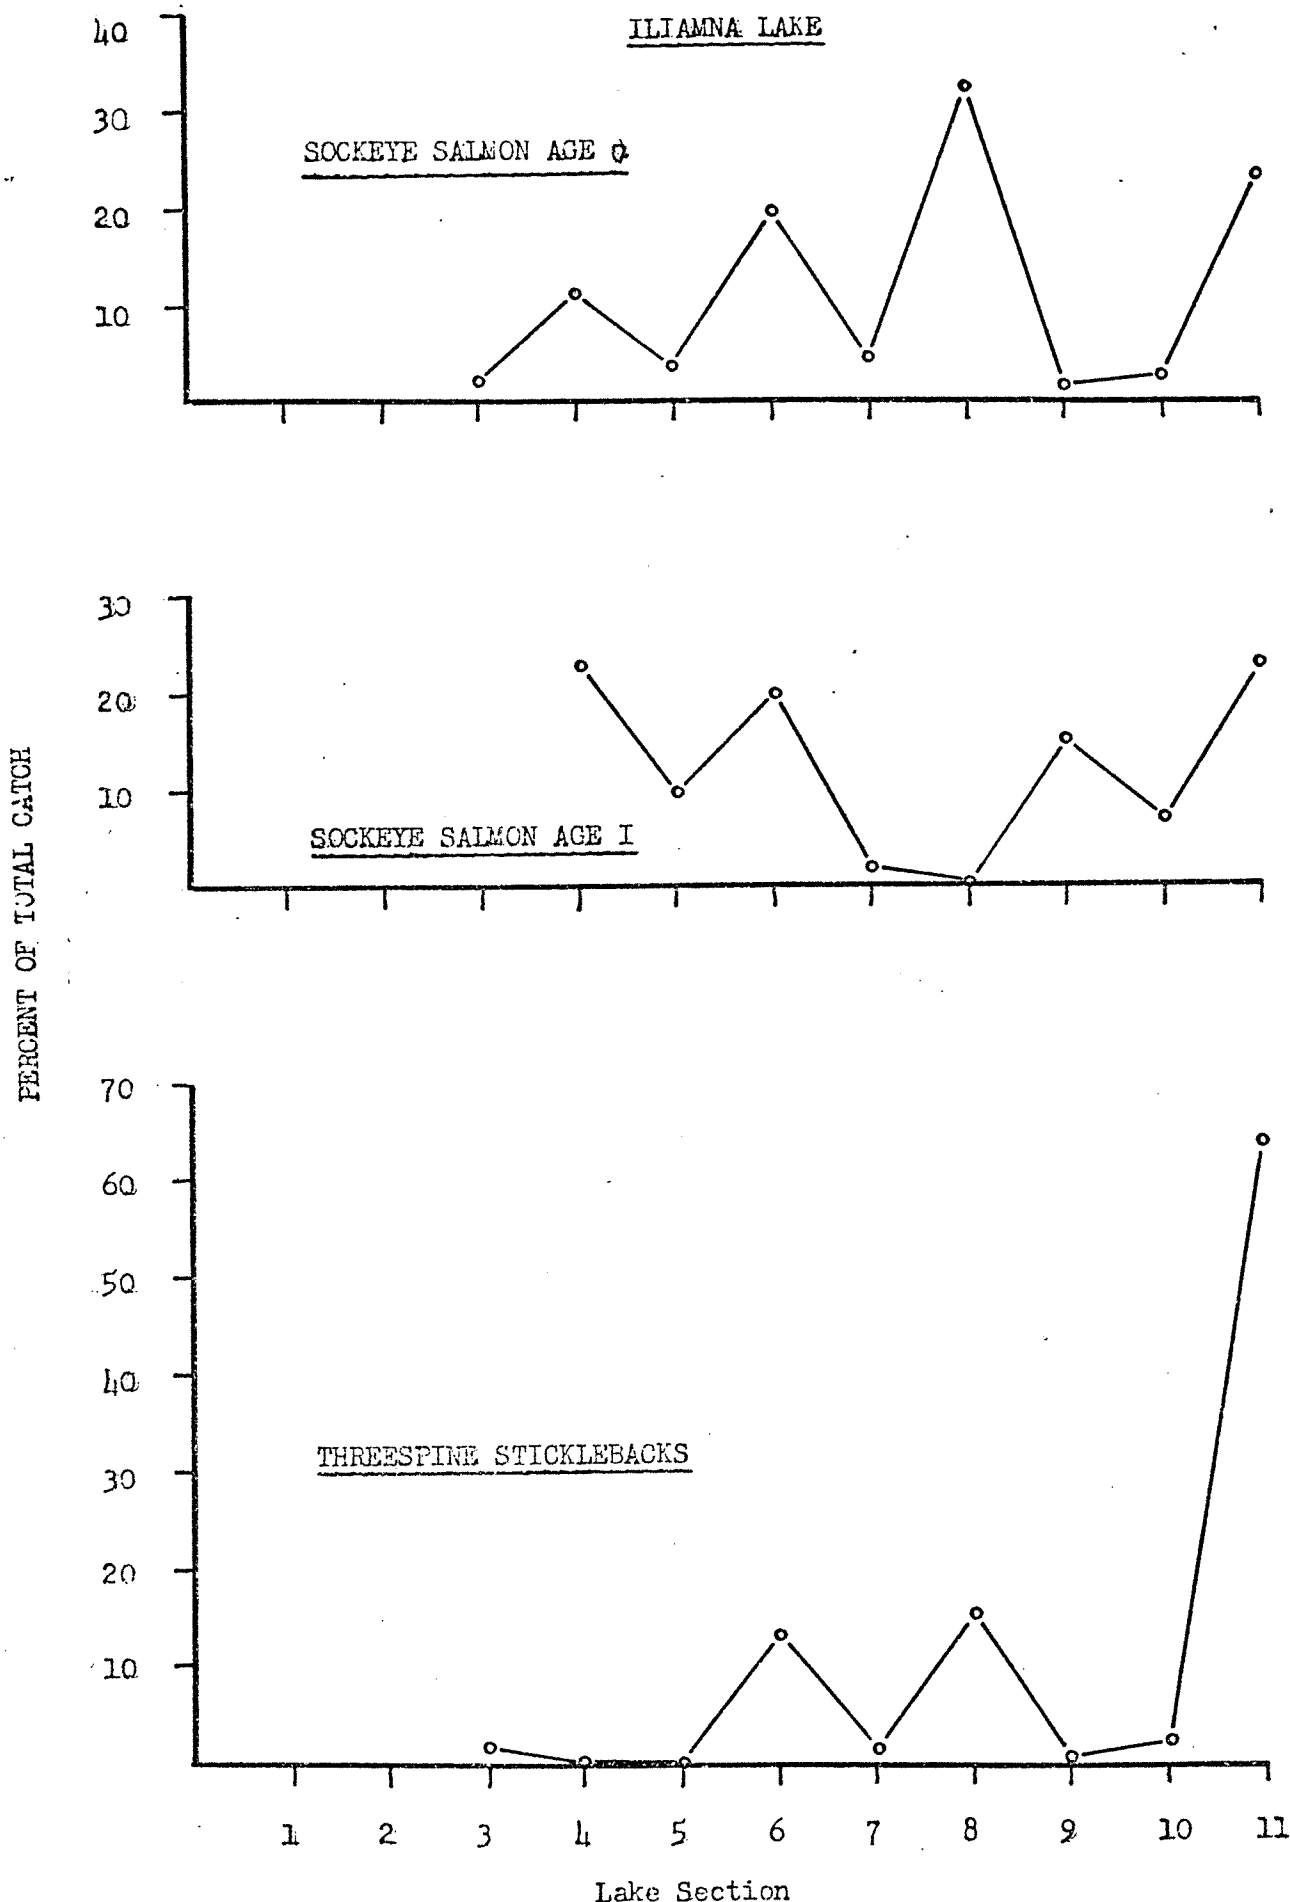 ILIAMNA LAKE
40
30
20
10
SOCKEYE SALMON AGE 0
30
20
10
SOCKEYE SALMON AGE I
PERCENT OF TOTAL CATCH
70
60
50
40
30
20
10
THREESPINE STICKLEBACKS
1 2 3 4 5 6 7 8 9 10 11
Lake Section